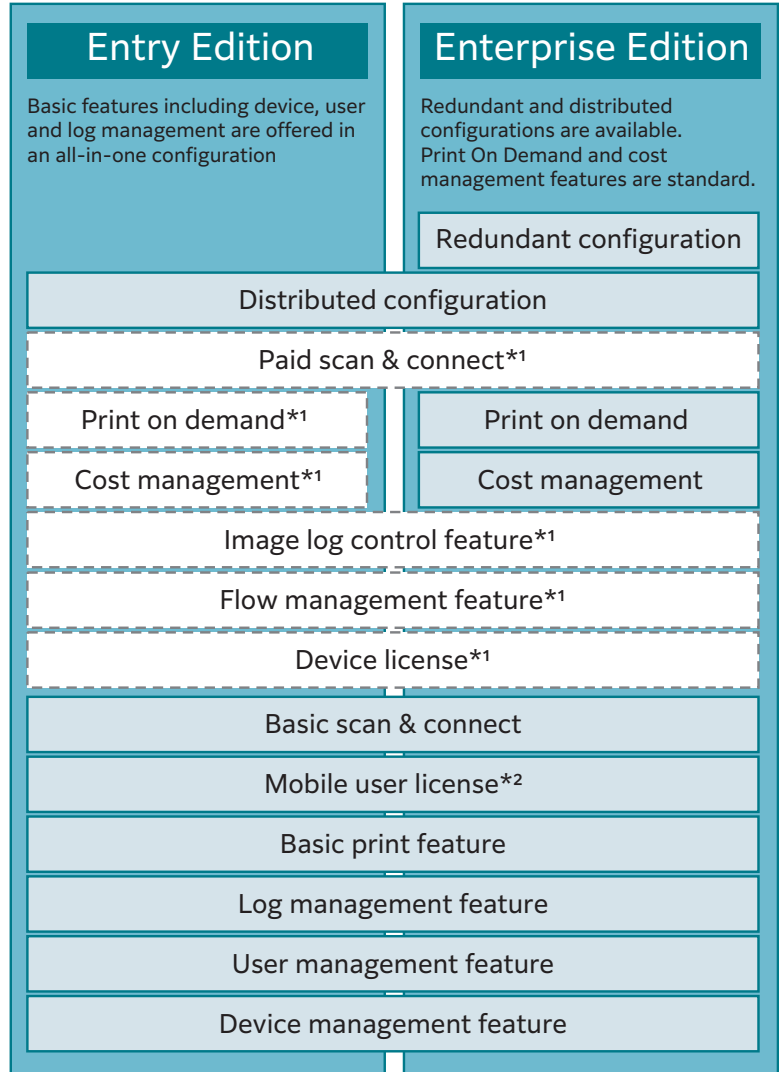 Entry Edition
Basic features including device, user
and log management are offered in
an all-in-one configuration
Enterprise Edition
Redundant and distributed
configurations are available.
Print On Demand and cost
management features are standard.
Redundant configuration
Distributed configuration
Paid scan & connect*¹
Print on demand*¹
Print on demand
Cost management*¹
Cost management
Image log control feature*¹
Flow management feature*¹
Device license*¹
Basic scan & connect
Mobile user license*²
Basic print feature
Log management feature
User management feature
Device management feature